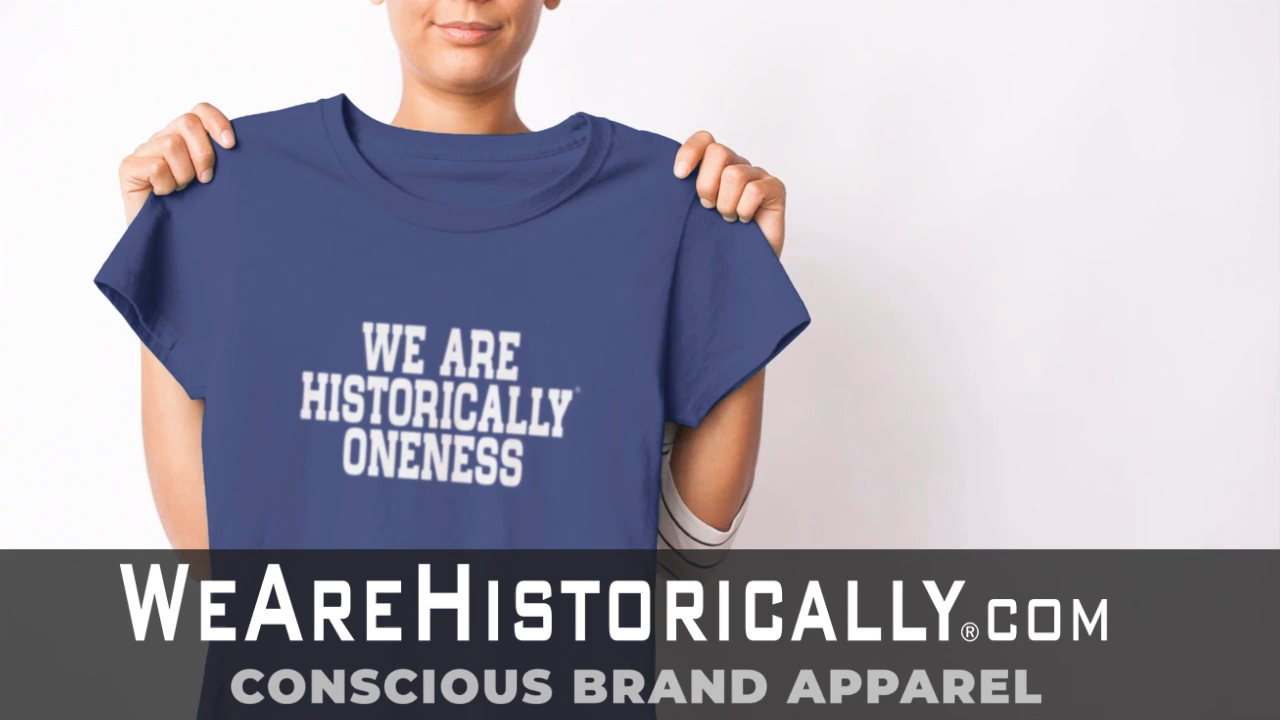 WE ARE
HISTORICALLY®
ONENESS
WEAREHISTORICALLY®.COM
CONSCIOUS BRAND APPAREL